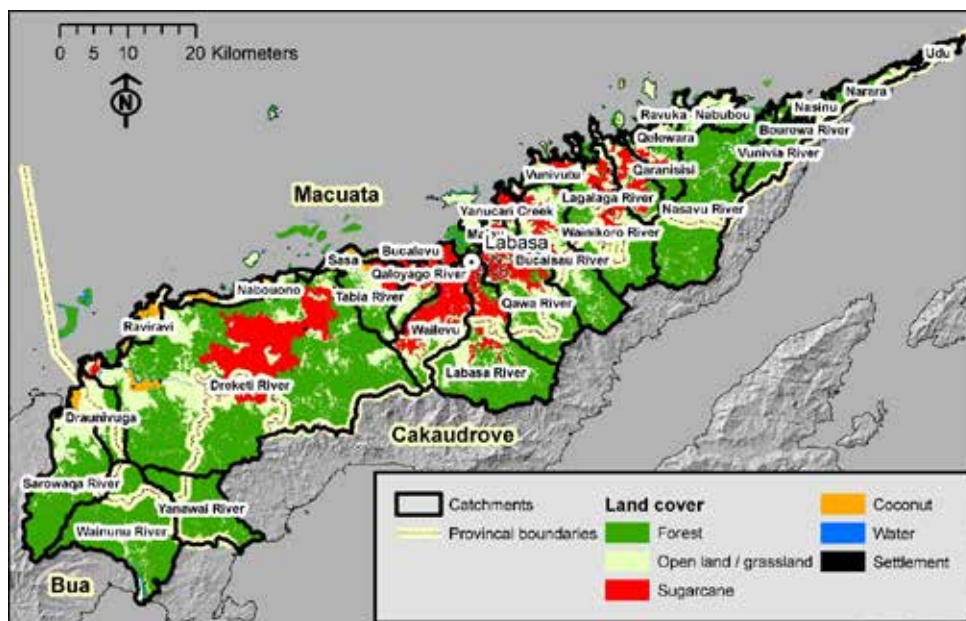 0 5 10 20 Kilometers
N
Udu
Narara
Nasinu
Ravuka Nabubou
Bourewa River
Qelewara
Vunivia River
Vunivutu
Qaranisisi
Macuata
Lagalaga River
Nasavu River
Yanucari Creek
Wainikoro River
Labasa
Bucalevu
Bucaisau River
Sasa
Qaloyago River
Nabouono
Tabia River
Qawa River
Raviravi
Wailevu
Labasa River
Dreketi River
Draunivuga
Cakaudrove
Sarowaqa River
Yanawai River
Wainunu River
Bua
Catchments
Provincal boundaries
Land cover
Forest
Open land / grassland
Sugarcane
Coconut
Water
Settlement